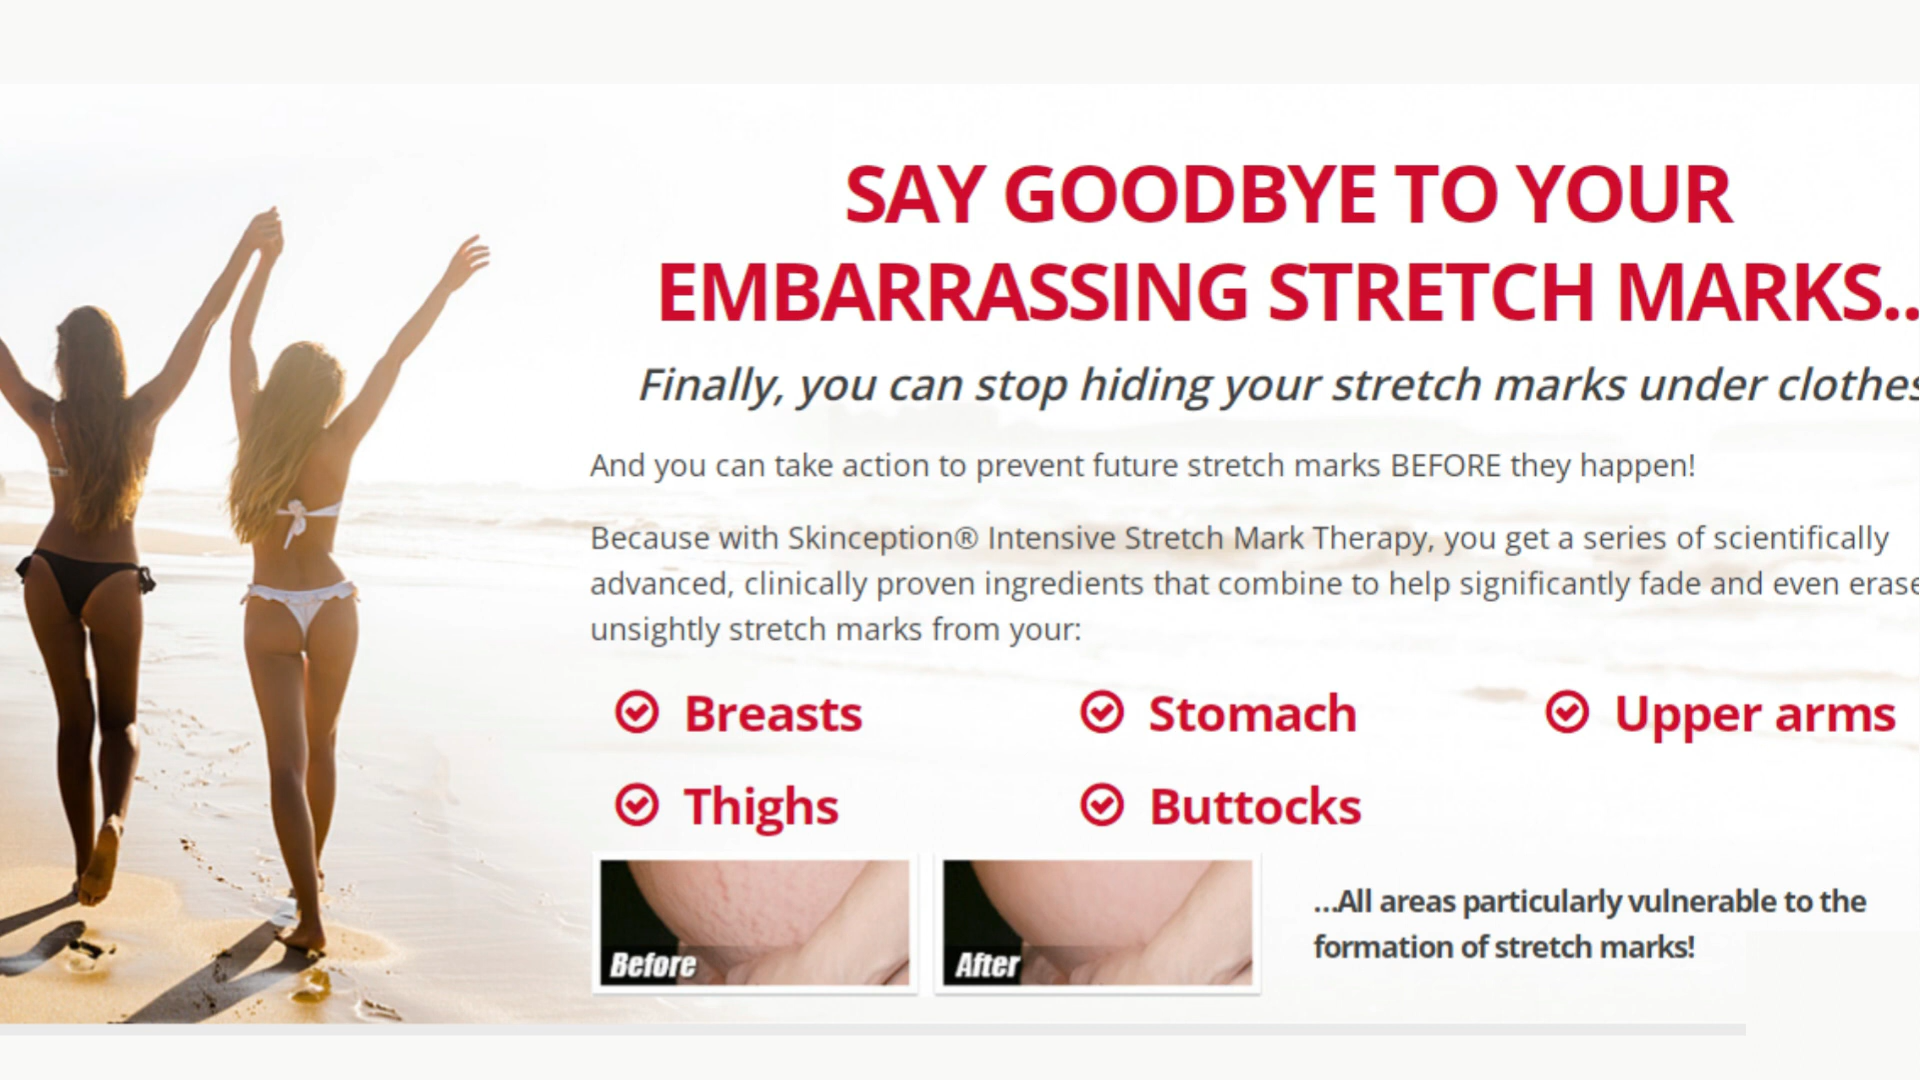 SAY GOODBYE TO YOUR
EMBARRASSING STRETCH MARKS..
Finally, you can stop hiding your stretch marks under clothes
And you can take action to prevent future stretch marks BEFORE they happen!
Because with Skinception® Intensive Stretch Mark Therapy, you get a series of scientifically
advanced, clinically proven ingredients that combine to help significantly fade and even erase
unsightly stretch marks from your:
Breasts Stomach Upper arms
Thighs Buttocks
Before After
...All areas particularly vulnerable to the
formation of stretch marks!